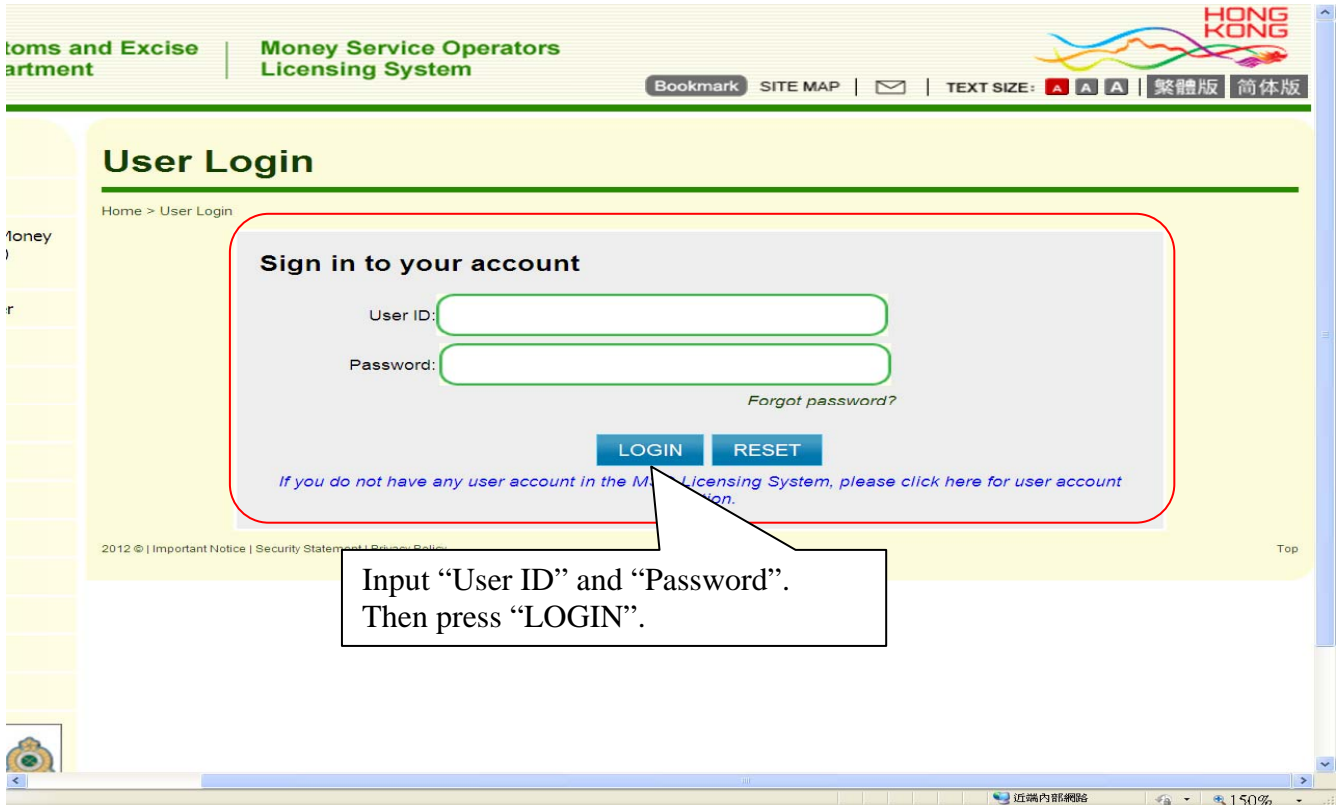 HONG
KONG
and Excise
Money Service Operators
Licensing System
Bookmark SITE MAP | | TEXT SIZE: A A A | 繁體版 简体版
User Login
Home > User Login
Sign in to your account
User ID:
Password:
Forgot password?
LOGIN RESET
If you do not have any user account in the Licensing System, please click here for user account
2012 © | Important Notice | Security Statement | Privacy Policy
Top
Input “User ID” and “Password”.
Then press “LOGIN”.
近端內部網路
150%